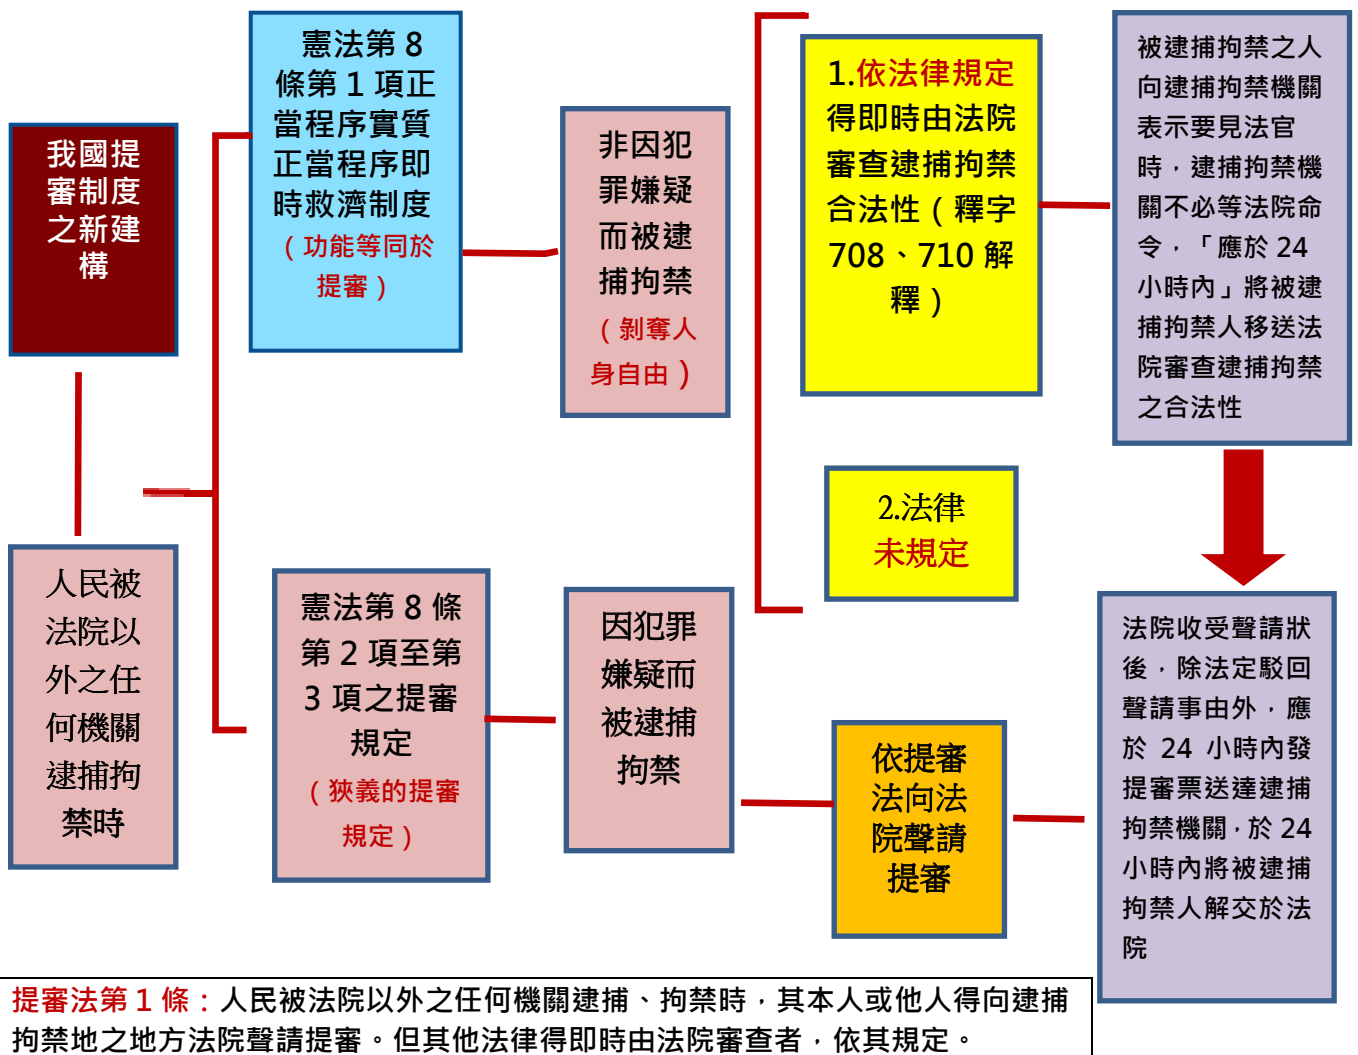 我國提
審制度
之新建
構
人民被
法院以
外之任
何機關
逮捕拘
禁時
憲法第 8
條第 1 項正
當程序實質
正當程序即
時救濟制度
（功能等同於
提審）
非因犯
罪嫌疑
而被逮
捕拘禁
（剝奪人
身自由）
1.依法律規定
得即時由法院
審查逮捕拘禁
合法性（釋字
708、710 解
釋）
被逮捕拘禁之人
向逮捕拘禁機關
表示要見法官
時，逮捕拘禁機
關不必等法院命
令，「應於 24
小時內」將被逮
捕拘禁人移送法
院審查逮捕拘禁
之合法性
2.法律
未規定
憲法第 8 條
第 2 項至第
3 項之提審
規定
（狹義的提審
規定）
因犯罪
嫌疑而
被逮捕
拘禁
依提審
法向法
院聲請
提審
法院收受聲請狀
後，除法定駁回
聲請事由外，應
於 24 小時內發
提審票送達逮捕
拘禁機關，於 24
小時內將被逮捕
拘禁人解交於法
院
提審法第 1 條：人民被法院以外之任何機關逮捕、拘禁時，其本人或他人得向逮捕
拘禁地之地方法院聲請提審。但其他法律得即時由法院審查者，依其規定。